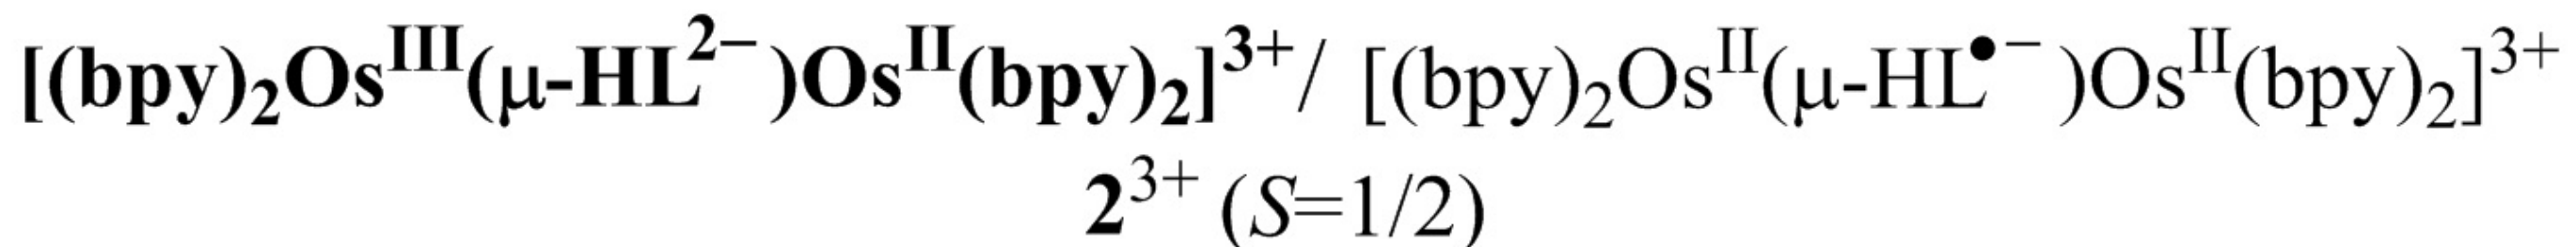 [(bpy)₂Osᴵᴵᴵ(μ-HL²⁻)Osᴵᴵ(bpy)₂]³⁺/ [(bpy)₂Osᴵᴵ(μ-HL•⁻)Osᴵᴵ(bpy)₂]³⁺
2³⁺ (S=1/2)